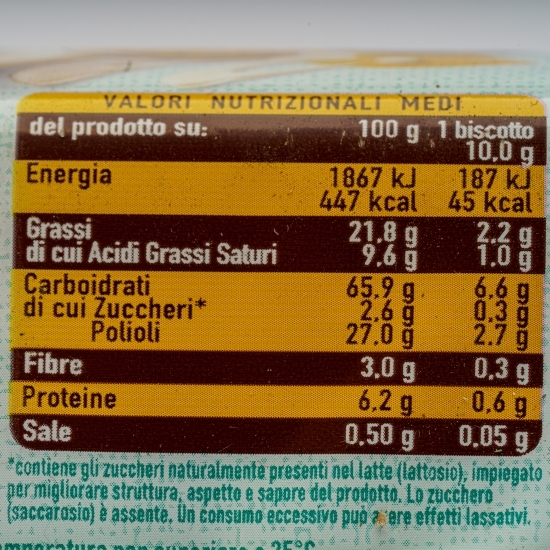 VALORI NUTRIZIONALI MEDI
del prodotto su: 100 g 1 biscotto
10,0 g
Energia 1867 kJ 187 kJ
447 kcal 45 kcal
Grassi 21,8 g 2,2 g
di cui Acidi Grassi Saturi 9,6 g 1,0 g
Carboidrati 65,9 g 6,6 g
di cui Zuccheri* 2,6 g 0,3 g
Polioli 27,0 g 2,7 g
Fibre 3,0 g 0,3 g
Proteine 6,2 g 0,6 g
Sale 0,50 g 0,05 g
*contiene gli zuccheri naturalmente presenti nel latte (lattosio), impiegato
per migliorare struttura, aspetto e sapore del prodotto. Lo zucchero
(saccarosio) è assente. Un consumo eccessivo può a ere effetti lassativi.